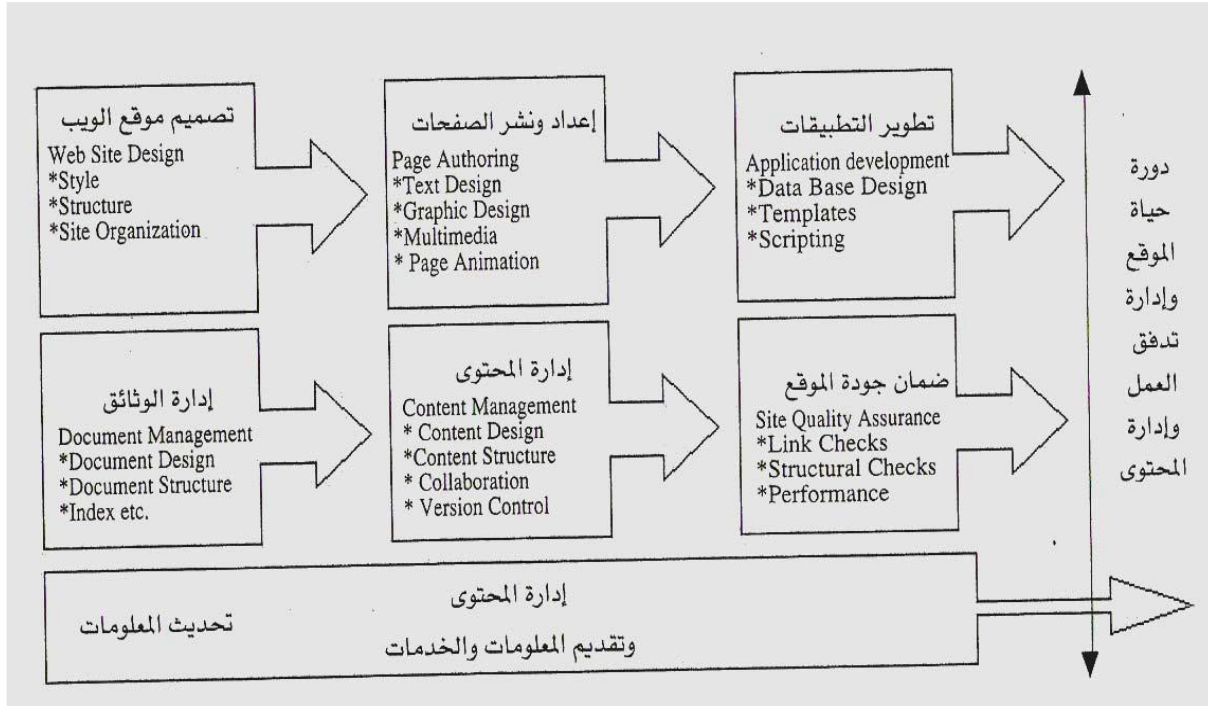 تصميم موقع الويب
Web Site Design
*Style
*Structure
*Site Organization
إعداد ونشر الصفحات
Page Authoring
*Text Design
*Graphic Design
*Multimedia
* Page Animation
تطوير التطبيقات
Application development
*Data Base Design
*Templates
*Scripting
إدارة الوثائق
Document Management
*Document Design
*Document Structure
*Index etc.
إدارة المحتوى
Content Management
* Content Design
*Content Structure
* Collaboration
* Version Control
ضمان جودة الموقع
Site Quality Assurance
*Link Checks
*Structural Checks
*Performance
دورة
حياة
الموقع
وإدارة
تدفق
العمل
وإدارة
المحتوى
إدارة المحتوى
تحديث المعلومات
وتقديم المعلومات والخدمات